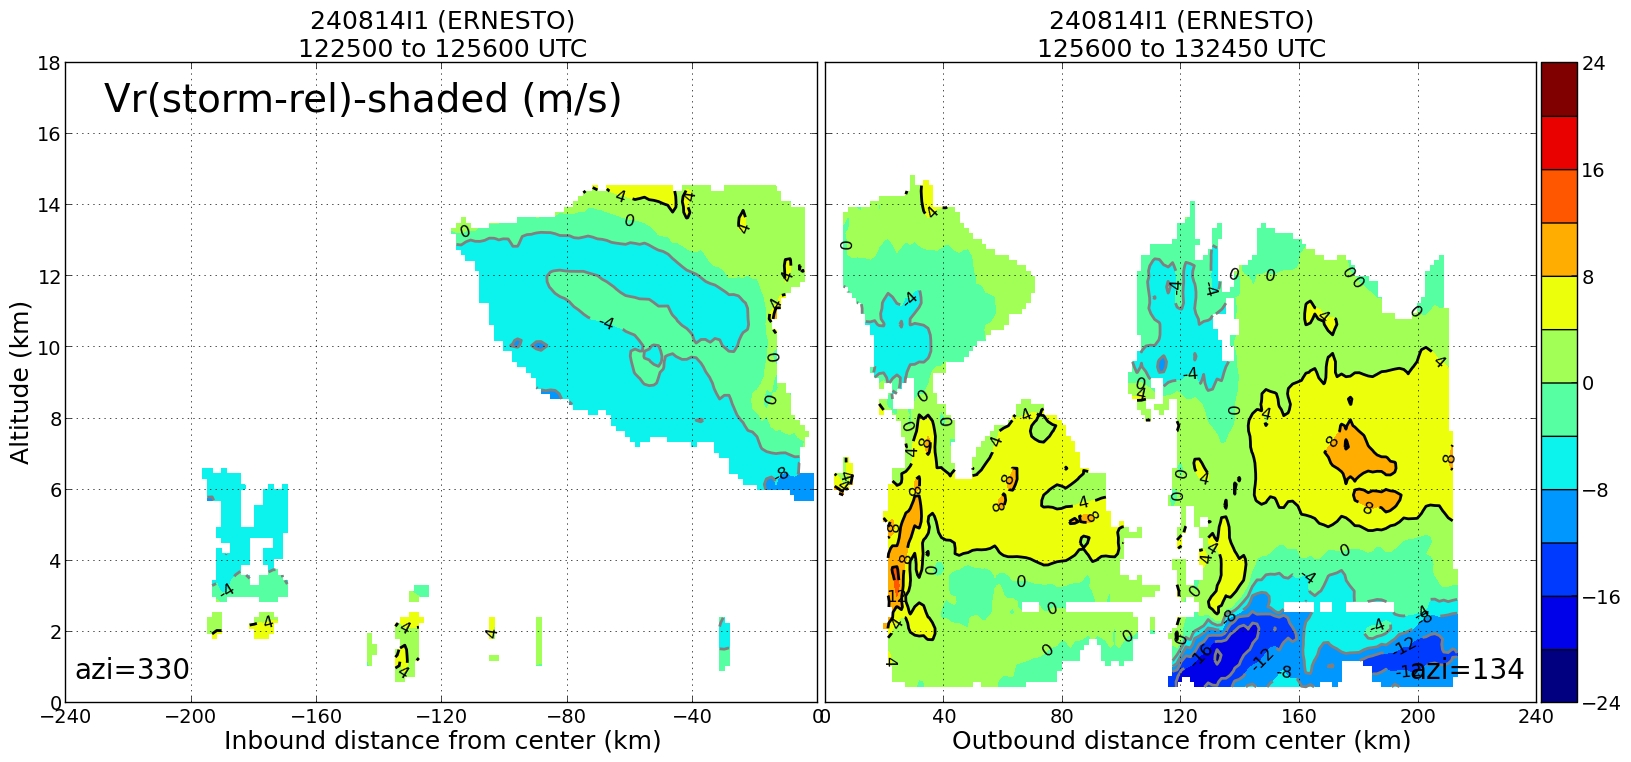 240814I1 (ERNESTO)
122500 to 125600 UTC
240814I1 (ERNESTO)
125600 to 132450 UTC
Vr(storm-rel)-shaded (m/s)
Altitude (km)
18
16
14
12
10
8
6
4
2
0
azi=330
azi=134
−240 −200 −160 −120 −80 −40 0
0 40 80 120 160 200 240
Inbound distance from center (km)
Outbound distance from center (km)
24
16
8
0
−8
−16
−24